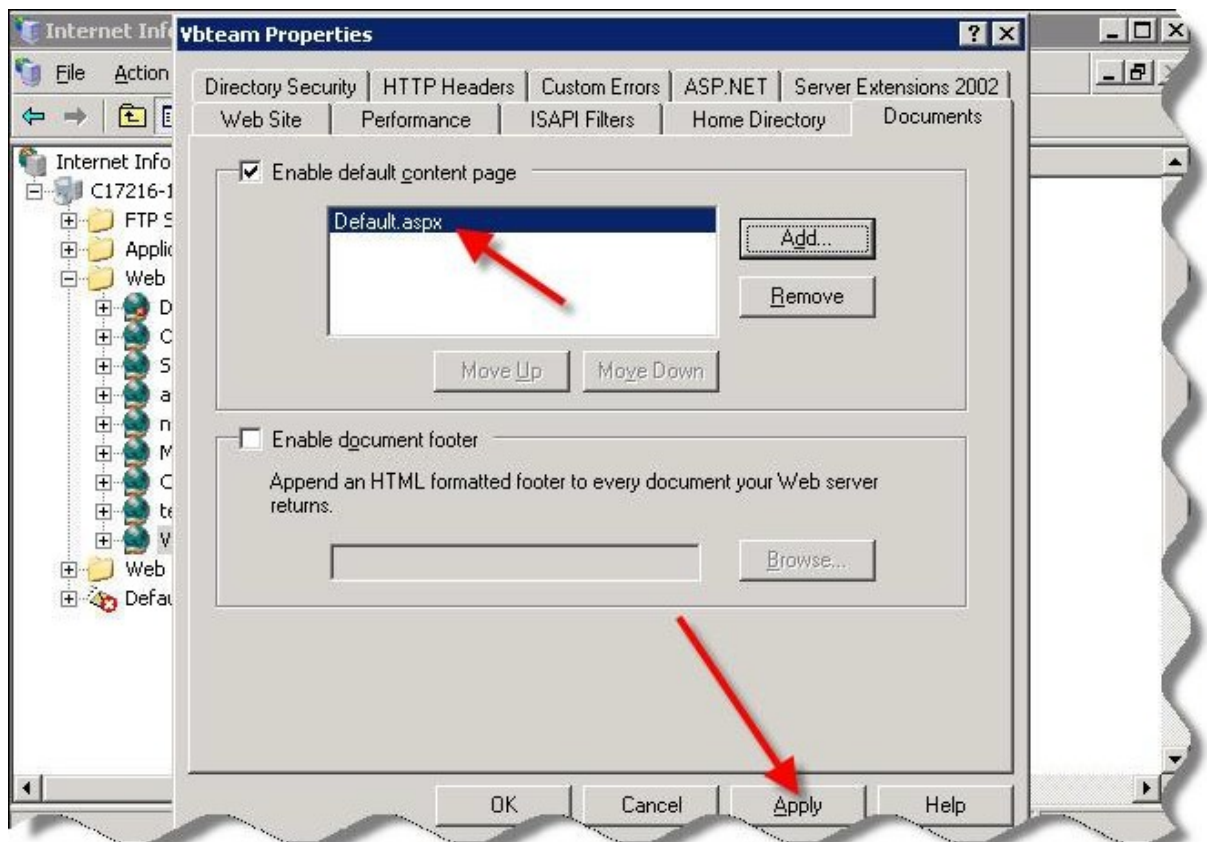 Internet Info
Vbteam Properties
File Action
Directory Security HTTP Headers Custom Errors ASP.NET Server Extensions 2002
Web Site Performance ISAPI Filters Home Directory Documents
Internet Info
C17216-1
FTP S
Applic
Web
D
C
S
a
n
M
C
te
V
Web
Defau
Enable default content page
Default.aspx
Add...
Remove
Move Up Move Down
Enable document footer
Append an HTML formatted footer to every document your Web server
returns.
Browse...
OK Cancel Apply Help